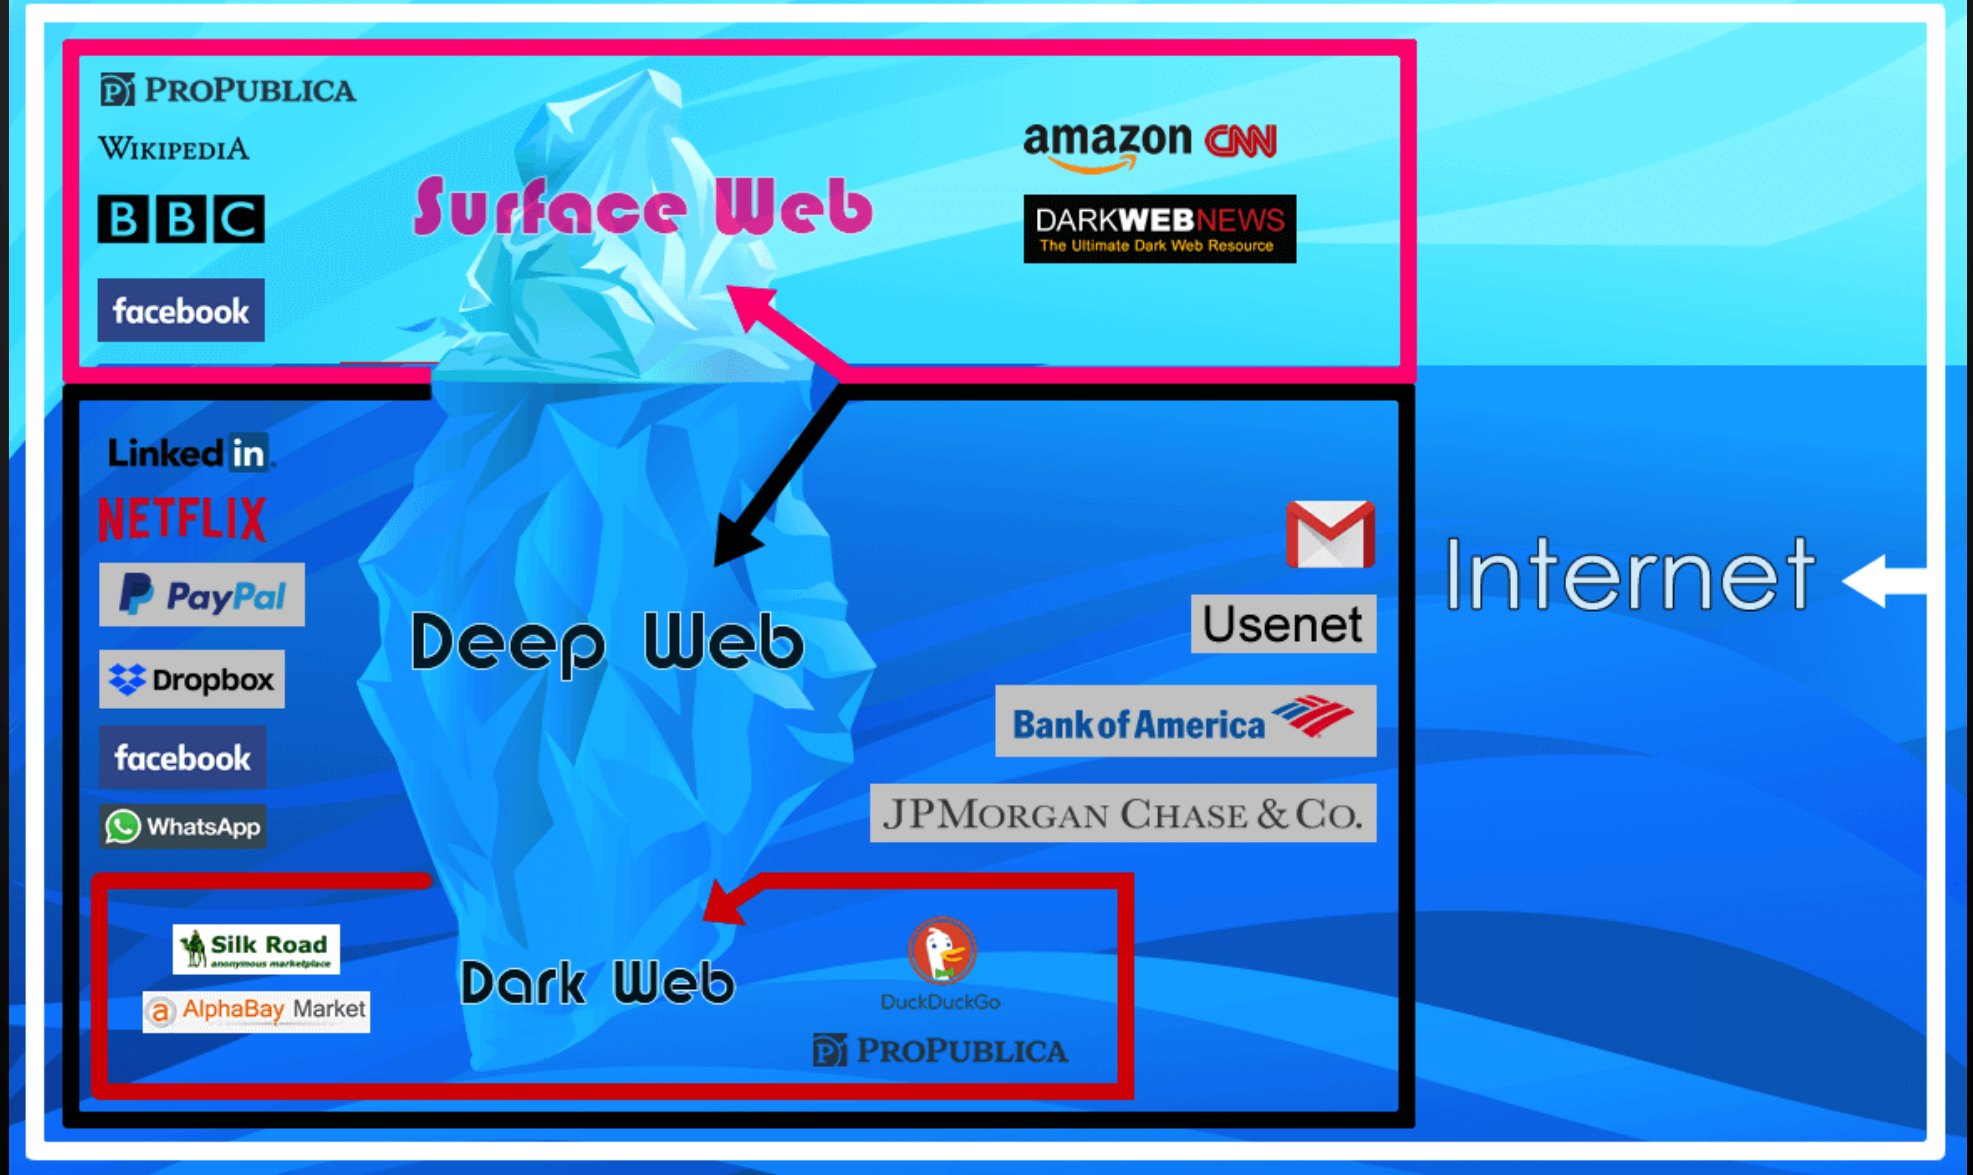 PROPUBLICA
WIKIPEDIA
BBC
facebook
Surface Web
amazon CNN
DARKWEBNEWS
The Ultimate Dark Web Resource
Linked in
NETFLIX
PayPal
Dropbox
facebook
WhatsApp
Deep Web
Usenet
Bank of America
JPMORGAN CHASE & CO.
Internet
Silk Road
anonymous marketplace
a AlphaBay Market
Dark Web
DuckDuckGo
PROPUBLICA